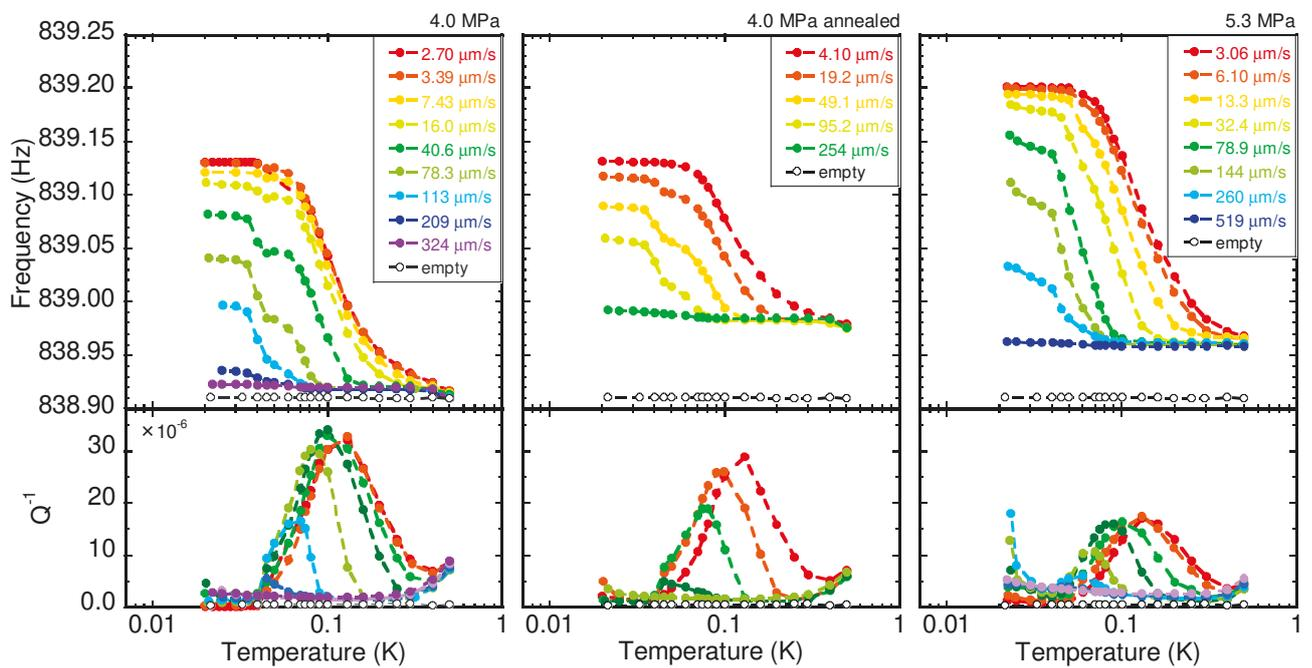 4.0 MPa
4.0 MPa annealed
5.3 MPa
839.25
839.20
839.15
839.10
839.05
839.00
838.95
838.90
Frequency (Hz)
2.70 μm/s
3.39 μm/s
7.43 μm/s
16.0 μm/s
40.6 μm/s
78.3 μm/s
113 μm/s
209 μm/s
324 μm/s
empty
4.10 μm/s
19.2 μm/s
49.1 μm/s
95.2 μm/s
254 μm/s
empty
3.06 μm/s
6.10 μm/s
13.3 μm/s
32.4 μm/s
78.9 μm/s
144 μm/s
260 μm/s
519 μm/s
empty
×10⁻⁶
30
20
10
0.0
Q⁻¹
0.01 0.1 1
0.01 0.1 1
0.01 0.1 1
Temperature (K)
Temperature (K)
Temperature (K)